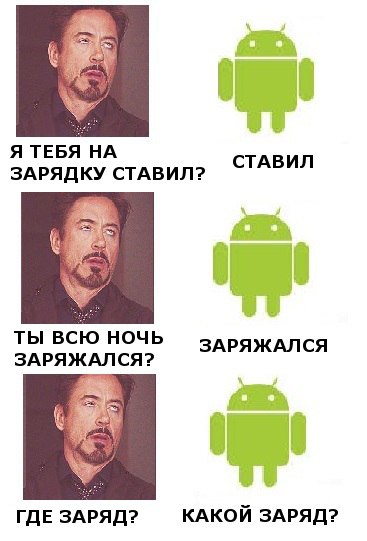 Я ТЕБЯ НА
ЗАРЯДКУ СТАВИЛ?
СТАВИЛ
ТЫ ВСЮ НОЧЬ
ЗАРЯЖАЛСЯ?
ЗАРЯЖАЛСЯ
ГДЕ ЗАРЯД?
КАКОЙ ЗАРЯД?